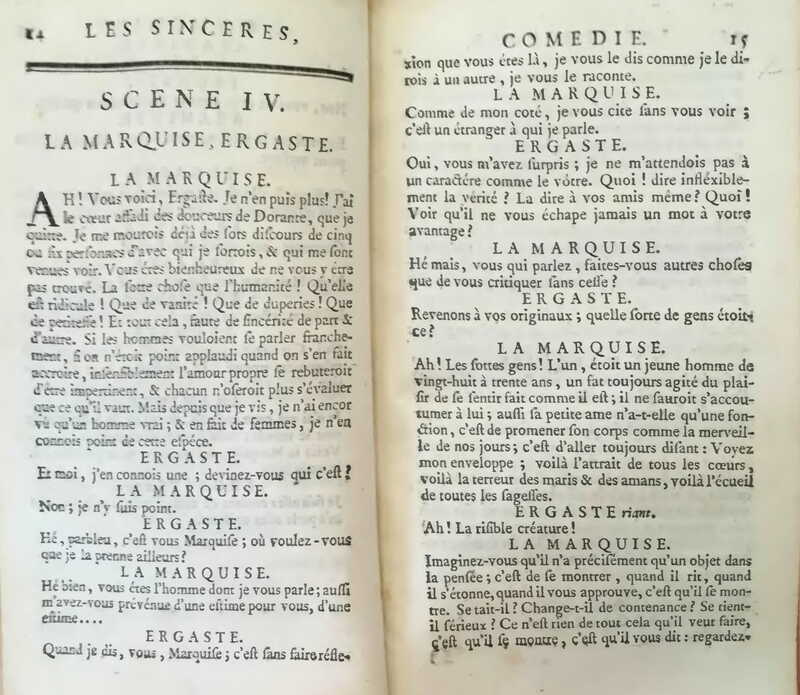 14 LES SINCERES,
SCENE IV.
LA MARQUISE, ERGASTE.
LA MARQUISE.
AH! Vous voici, Ergaſte. Je n'en puis plus! J'ai
le cœur affadi des douceurs de Dorante, que je
quitte. Je me mourois déjà des ſots diſcours de cinq
ou ſix perſonnes d'avec qui je ſortois, & qui me ſont
venues voir. Vous êtes bienheureux de ne vous y être
pas trouvé. La ſotte choſe que l'humanité! Qu'elle
eſt ridicule! Que de vanité! Que de duperies! Que
de petiteſſe! Et tout cela, faute de ſincérité de part &
d'autre. Si les hommes vouloient ſe parler franche-
ment, ſi on n'étoit point applaudi quand on s'en fait
accroire, inſenſiblement l'amour propre ſe rebuteroit
d'être impertinent, & chacun n'oſeroit plus s'évaluer
que ce qu'il vaut. Mais depuis que je vis, je n'ai encor
vu qu'un homme vrai; & en fait de femmes, je n'en
connois point de cette eſpéce.
ERGASTE.
Et moi, j'en connois une; devinez-vous qui c'eſt?
LA MARQUISE.
Non; je n'y ſuis point.
ERGASTE.
Hé, parbleu, c'eſt vous Marquiſe; où voulez-vous
que je la prenne ailleurs?
LA MARQUISE.
Hé bien, vous êtes l'homme dont je vous parle; auſſi
m'avez-vous prévénue d'une eſtime pour vous, d'une
eſtime....
ERGASTE.
Quand je dis, vous, Marquiſe; c'eſt ſans faire réfle-
COMEDIE. 15
xion que vous êtes là, je vous le dis comme je le di-
rois à un autre, je vous le raconte.
LA MARQUISE.
Comme de mon coté, je vous cite ſans vous voir;
c'eſt un étranger à qui je parle.
ERGASTE.
Oui, vous m'avez ſurpris; je ne m'attendois pas à
un caractére comme le vôtre. Quoi! dire infléxible-
ment la vérité? La dire à vos amis même? Quoi!
Voir qu'il ne vous échape jamais un mot à votre
avantage?
LA MARQUISE.
Hé mais, vous qui parlez, faites-vous autres choſes
que de vous critiquer ſans ceſſe?
ERGASTE.
Revenons à vos originaux; quelle ſorte de gens étoit-
ce?
LA MARQUISE.
Ah! Les ſottes gens! L'un, étoit un jeune homme de
vingt-huit à trente ans, un fat toujours agité du plai-
ſir de ſe ſentir fait comme il eſt; il ne ſauroit s'accou-
tumer à lui; auſſi ſa petite ame n'a-t-elle qu'une fon-
ction, c'eſt de promener ſon corps comme la merveil-
le de nos jours; c'eſt d'aller toujours diſant: Voyez
mon enveloppe; voilà l'attrait de tous les cœurs,
voilà la terreur des maris & des amans, voilà l'écueil
de toutes les ſageſſes.
ERGASTE riant.
Ah! La riſible créature!
LA MARQUISE.
Imaginez-vous qu'il n'a précisément qu'un objet dans
la penſée; c'eſt de ſe montrer, quand il rit, quand
il s'étonne, quand il vous approuve, c'eſt qu'il ſe mon-
tre. Se tait-il? Change-t-il de contenance? Se tient-
il ſérieux? Ce n'eſt rien de tout cela qu'il veut faire,
c'eſt qu'il ſe montre, c'eſt qu'il vous dit: regardez-